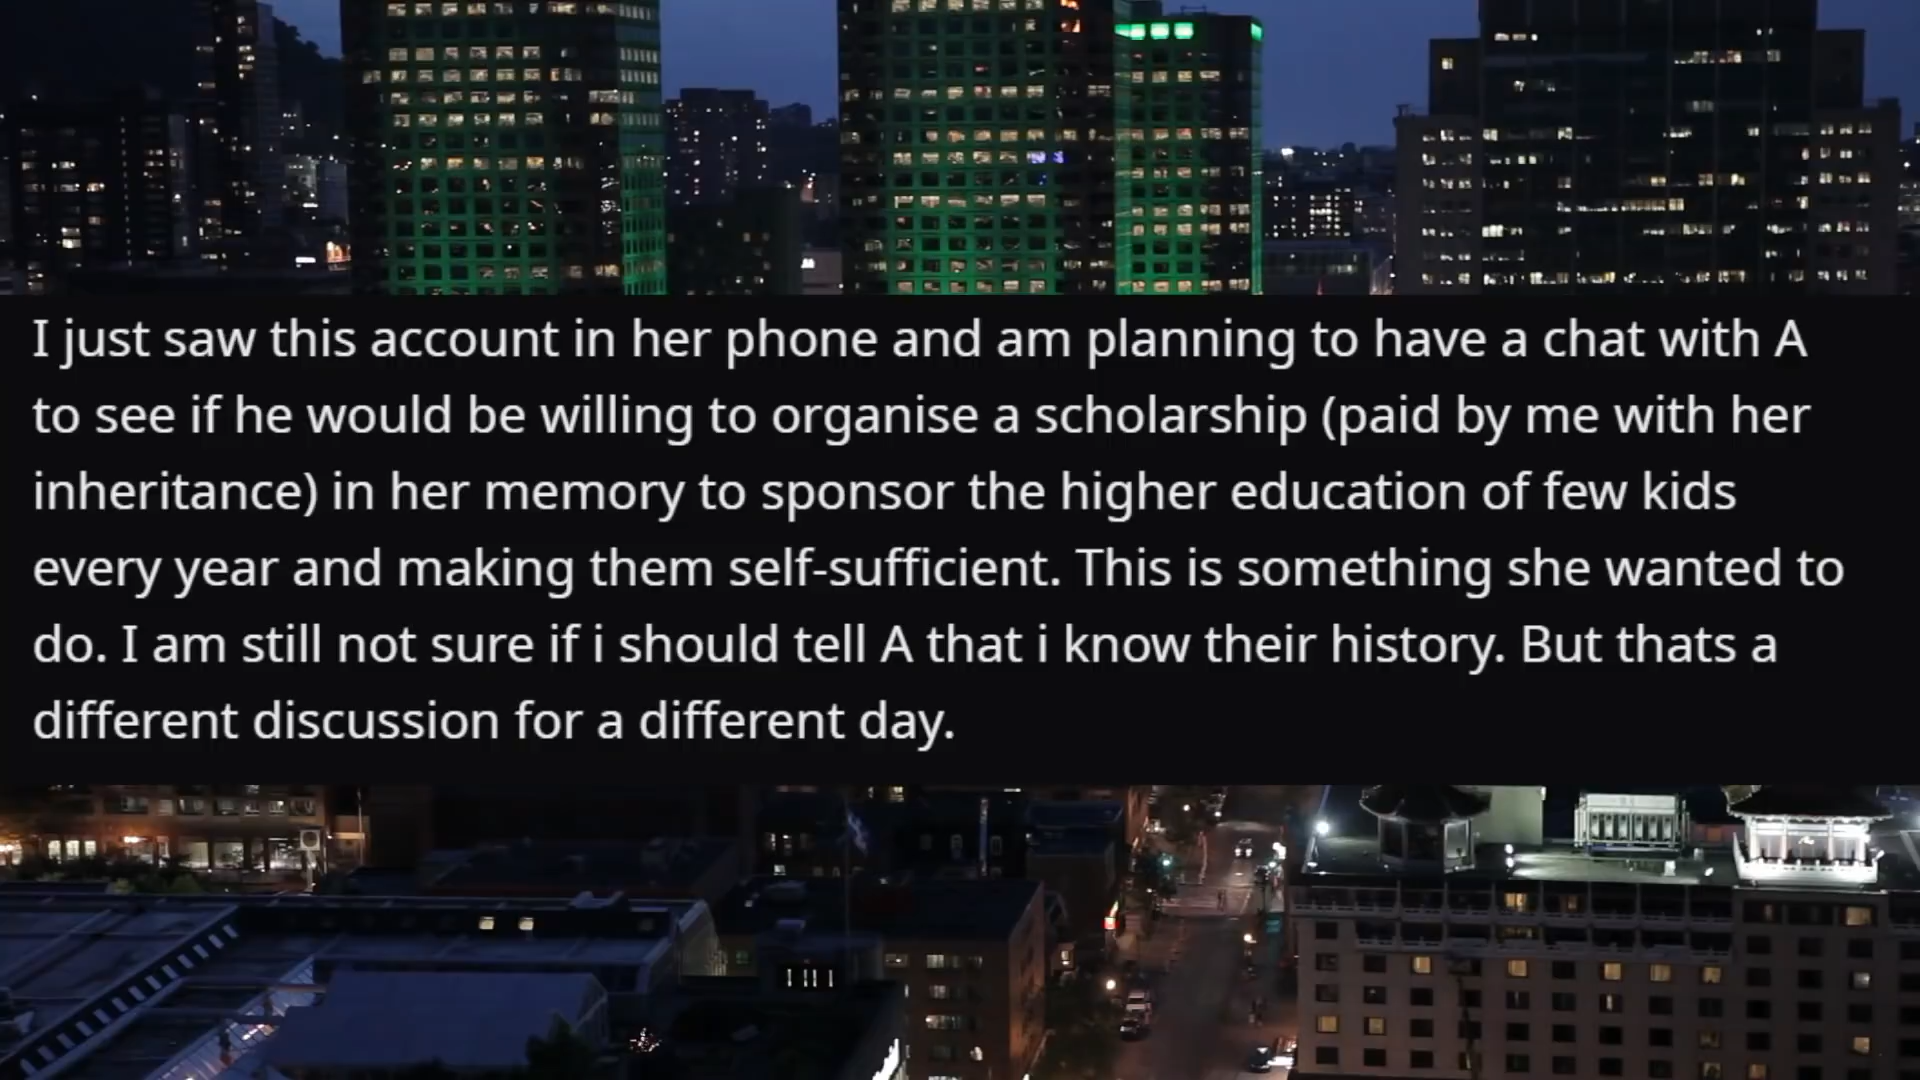 I just saw this account in her phone and am planning to have a chat with A
to see if he would be willing to organise a scholarship (paid by me with her
inheritance) in her memory to sponsor the higher education of few kids
every year and making them self-sufficient. This is something she wanted to
do. I am still not sure if i should tell A that i know their history. But thats a
different discussion for a different day.